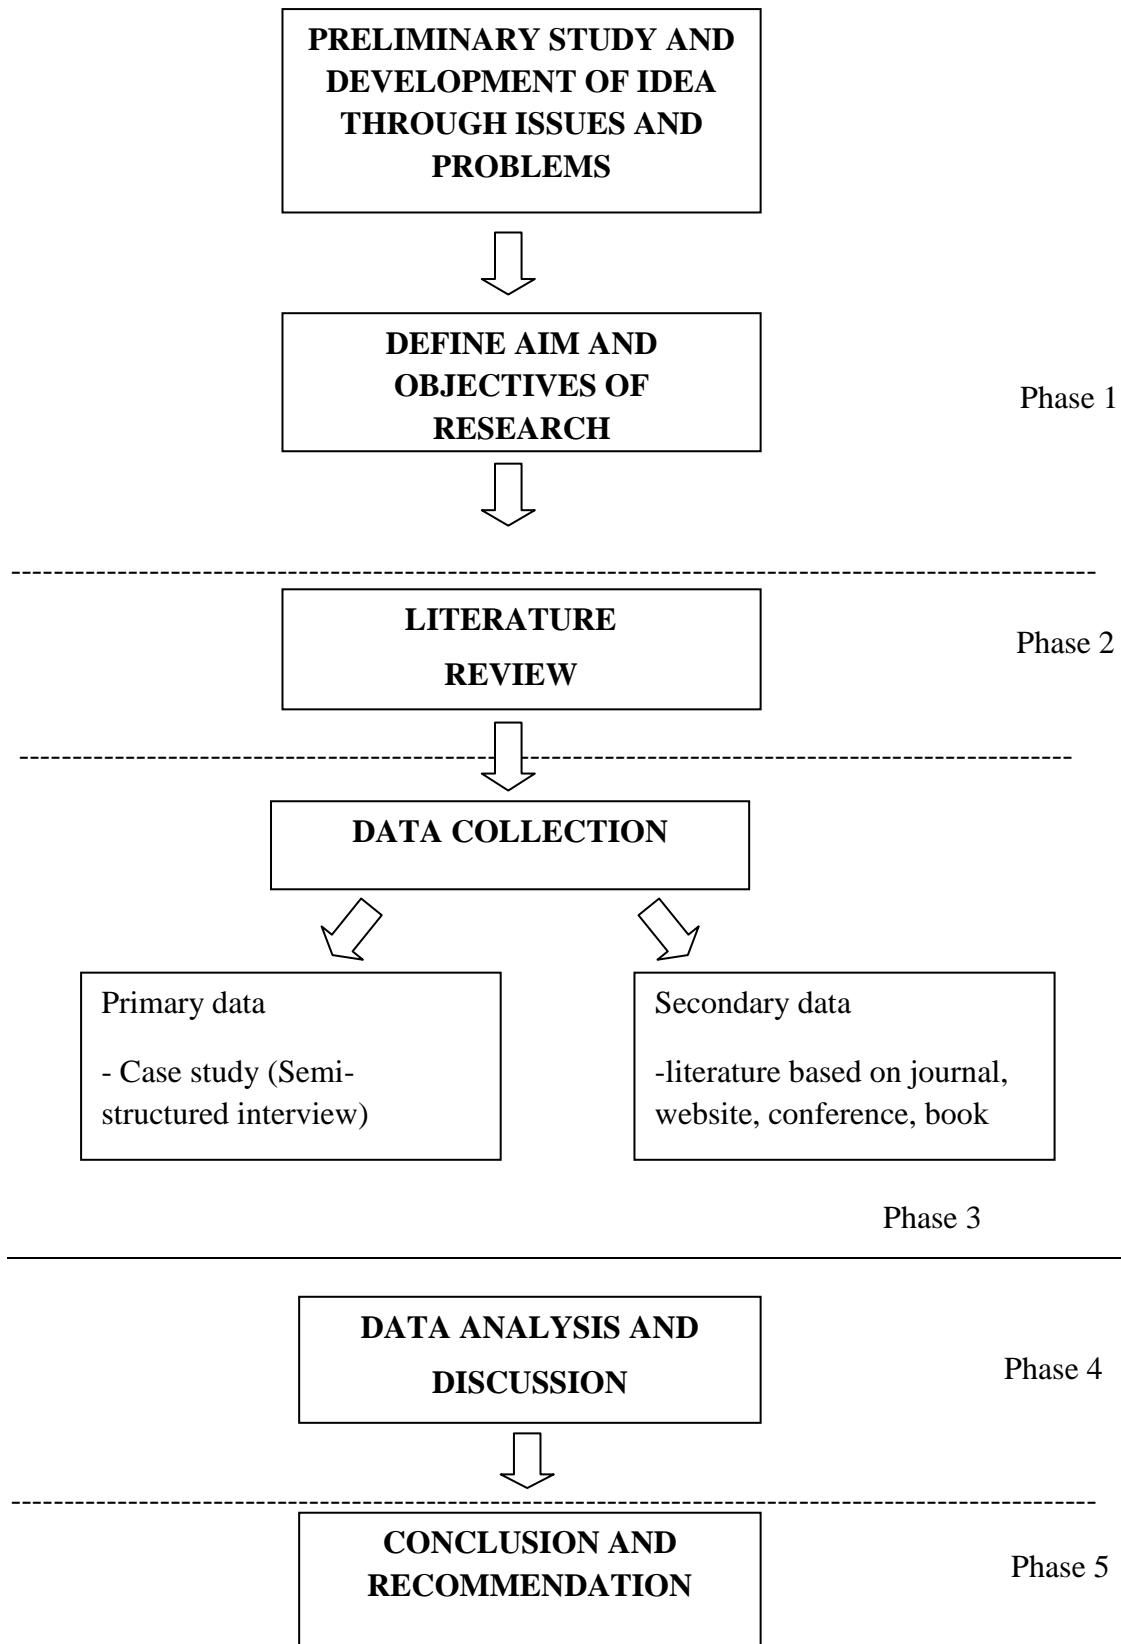 PRELIMINARY STUDY AND
DEVELOPMENT OF IDEA
THROUGH ISSUES AND
PROBLEMS
DEFINE AIM AND
OBJECTIVES OF
RESEARCH
Phase 1
LITERATURE
REVIEW
Phase 2
DATA COLLECTION
Primary data
- Case study (Semi-
structured interview)
Secondary data
-literature based on journal,
website, conference, book
Phase 3
DATA ANALYSIS AND
DISCUSSION
Phase 4
CONCLUSION AND
RECOMMENDATION
Phase 5